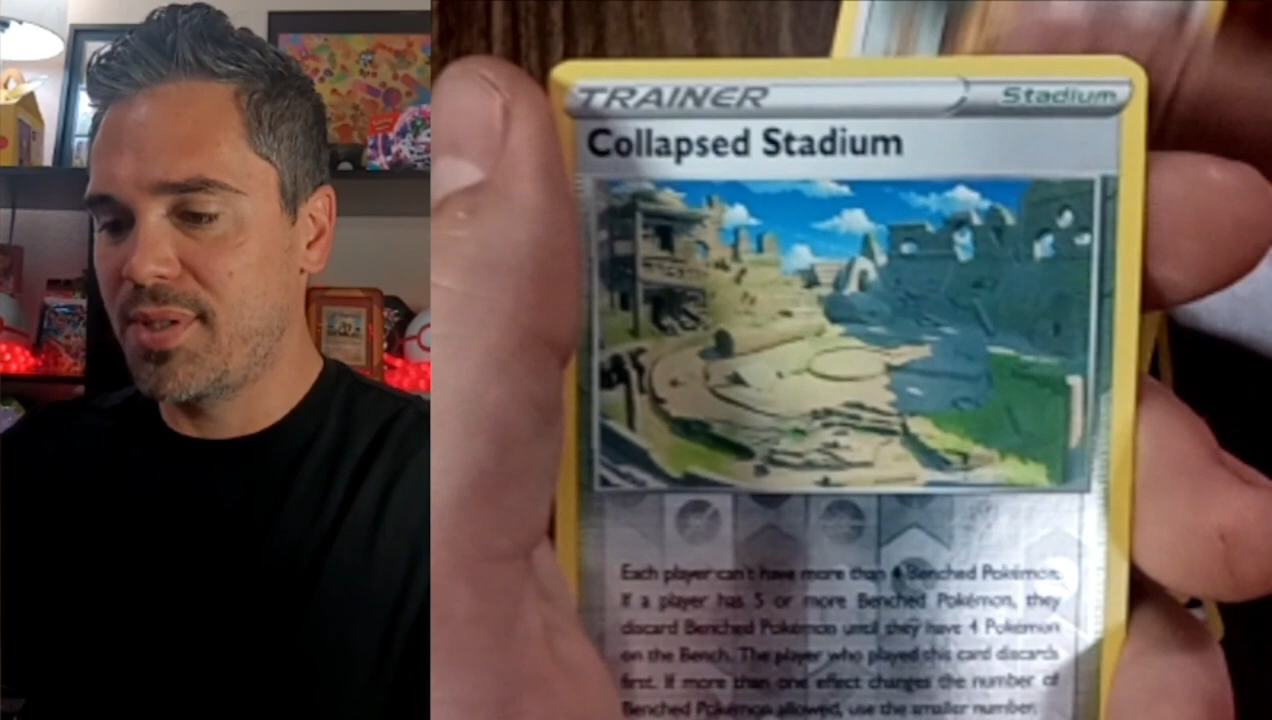 TRAINER Stadium
Collapsed Stadium
Each player can't have more than 4 Benched Pokémon.
If a player has 5 or more Benched Pokémon, they
discard Benched Pokémon until they have 4 Pokémon
on the Bench. The player who played this card discards
first. If more than one effect changes the number of
Benched Pokémon allowed, use the smaller number.